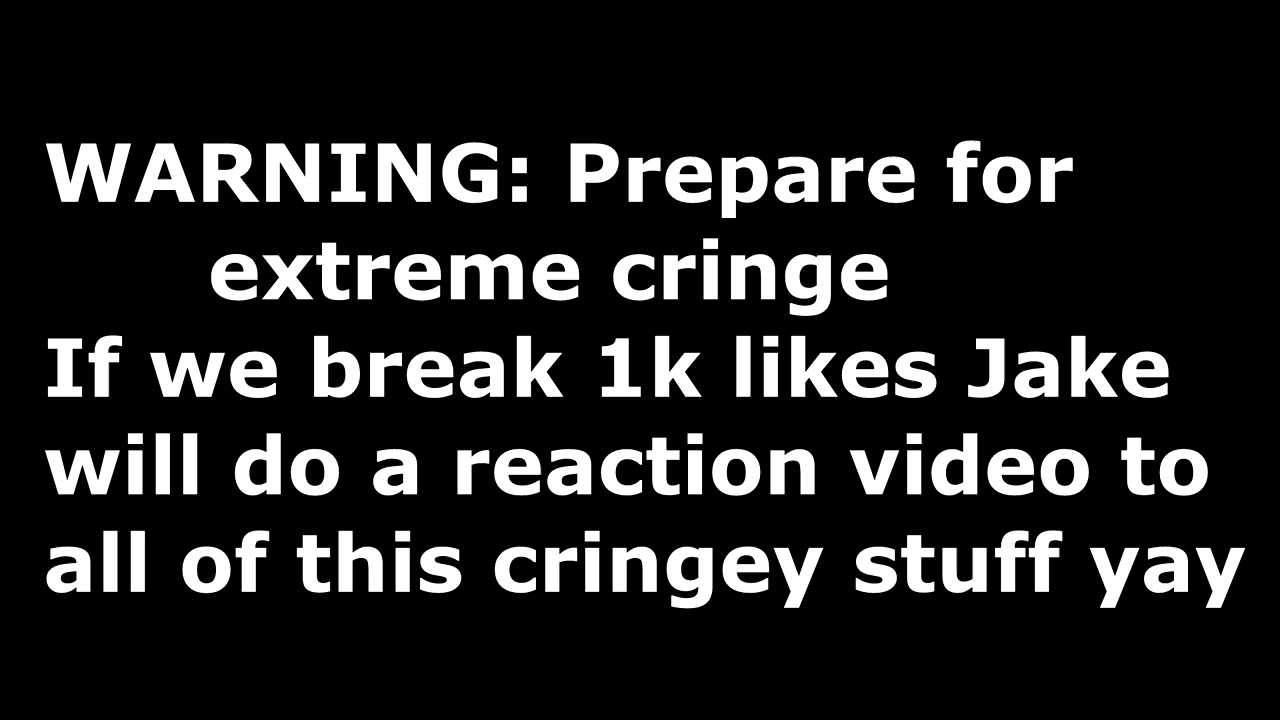 WARNING: Prepare for
extreme cringe
If we break 1k likes Jake
will do a reaction video to
all of this cringey stuff yay